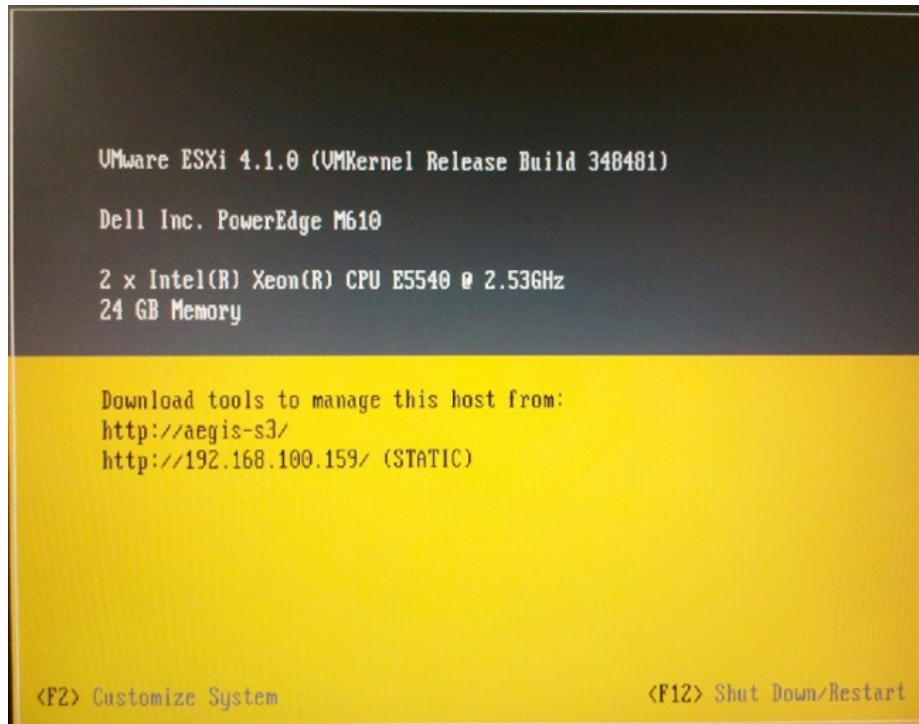 VMware ESXi 4.1.0 (VMKernel Release Build 348481)
Dell Inc. PowerEdge M610
2 x Intel(R) Xeon(R) CPU E5540 @ 2.53GHz
24 GB Memory
Download tools to manage this host from:
http://aegis-s3/
http://192.168.100.159/ (STATIC)
<F2> Customize System
<F12> Shut Down/Restart